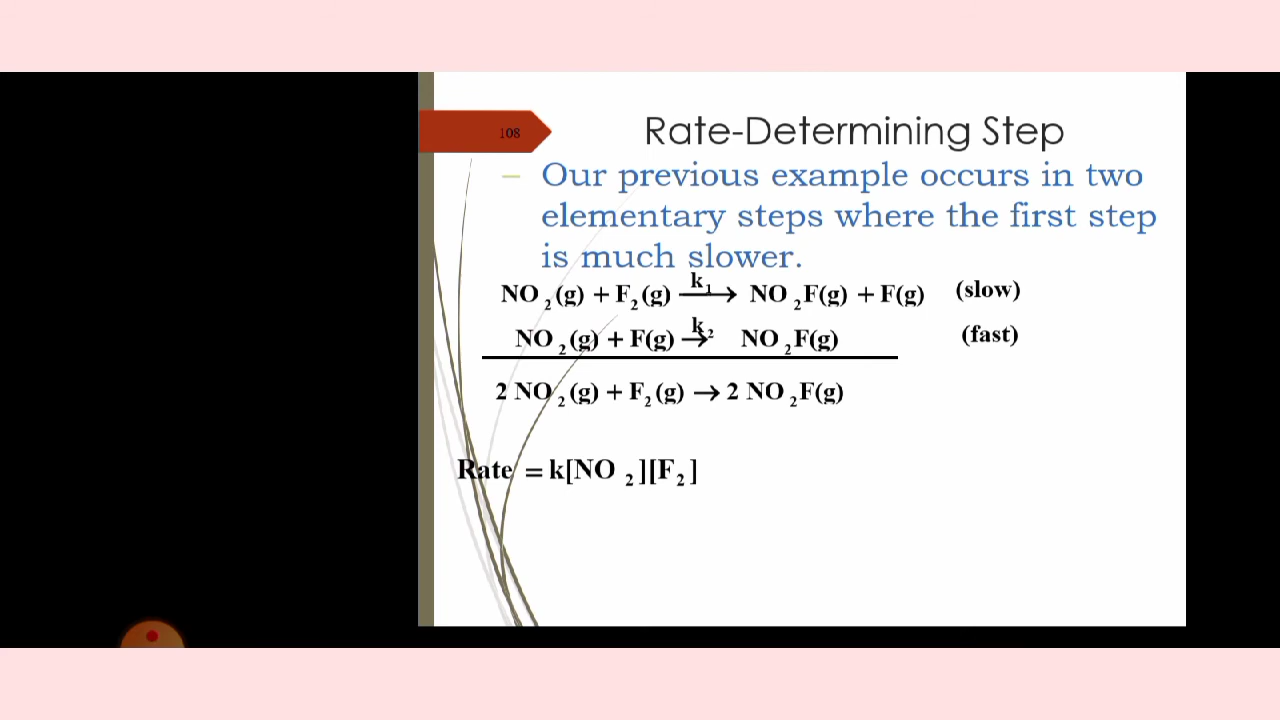 108
Rate-Determining Step
– Our previous example occurs in two
elementary steps where the first step
is much slower.
NO₂(g) + F₂(g) —k₁→ NO₂F(g) + F(g) (slow)
NO₂(g) + F(g) —k₂→ NO₂F(g) (fast)
2 NO₂(g) + F₂(g) → 2 NO₂F(g)
Rate = k[NO₂][F₂]